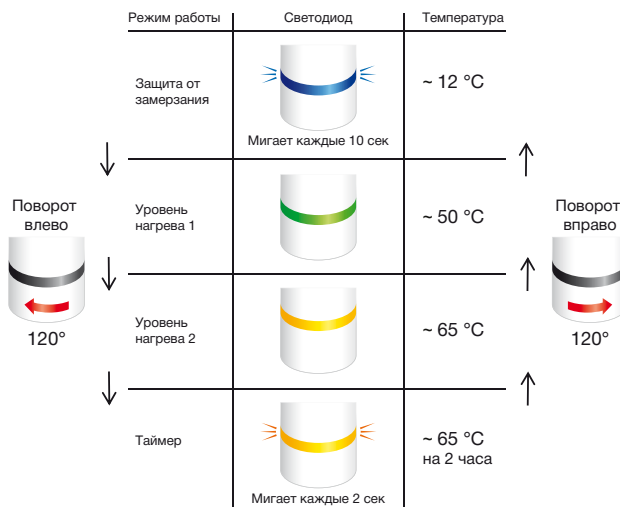 Режим работы
Светодиод
Температура
Защита от
замерзания
~ 12 °C
Мигает каждые 10 сек
Поворот
влево
120°
Уровень
нагрева 1
~ 50 °C
Поворот
вправо
120°
Уровень
нагрева 2
~ 65 °C
Таймер
~ 65 °C
на 2 часа
Мигает каждые 2 сек